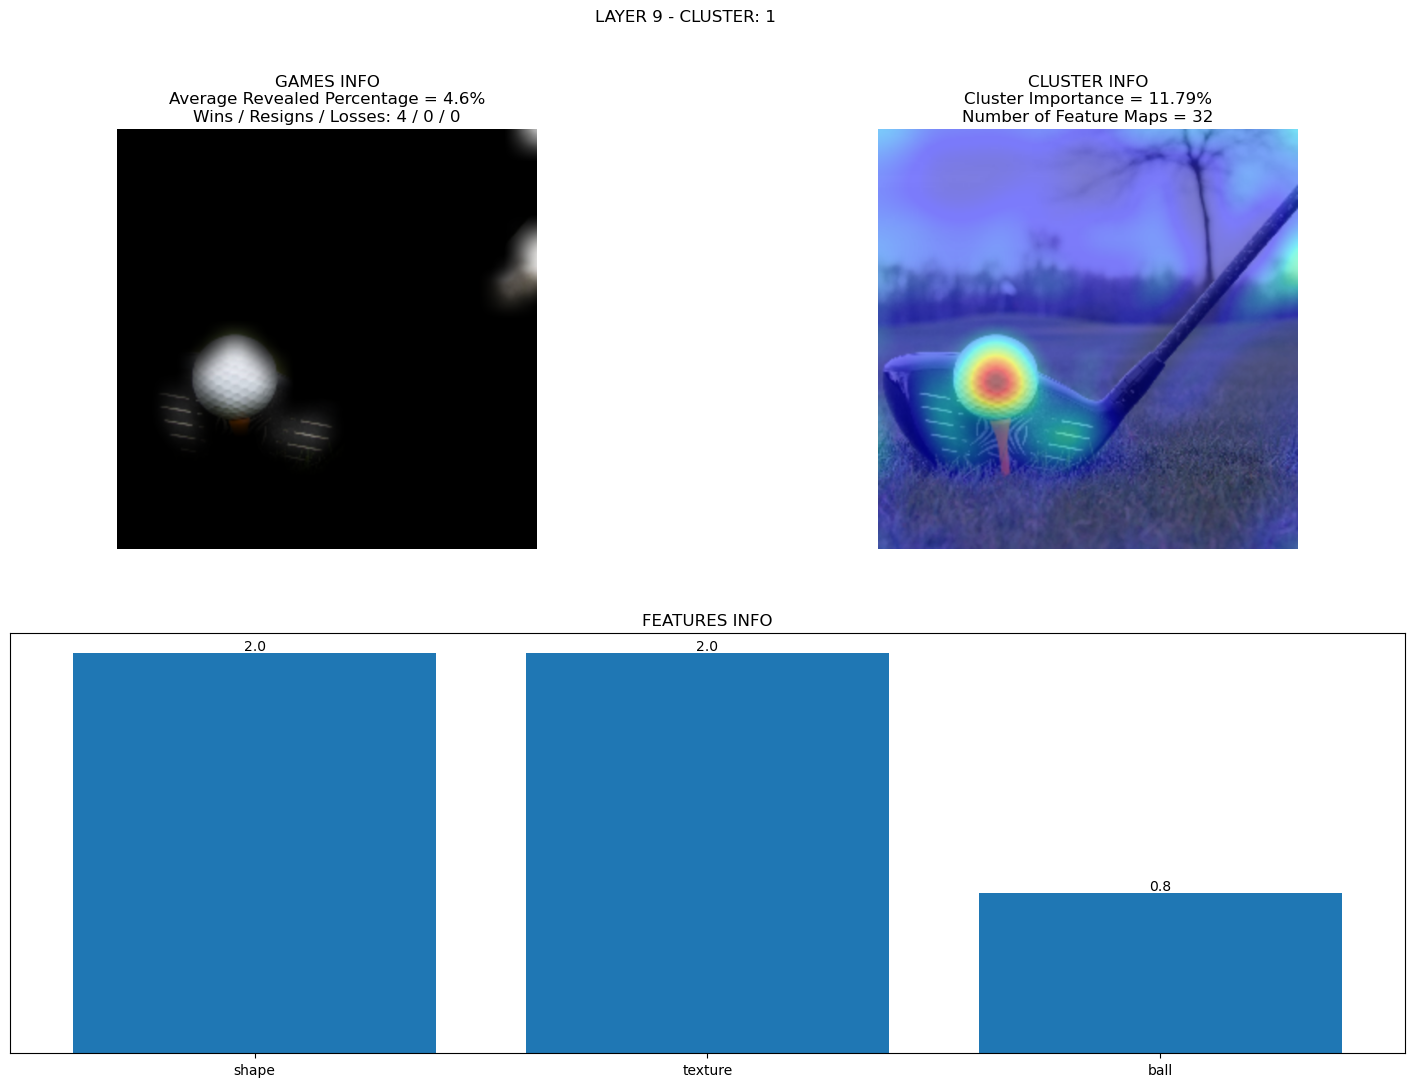 LAYER 9 - CLUSTER: 1
GAMES INFO
Average Revealed Percentage = 4.6%
Wins / Resigns / Losses: 4 / 0 / 0
CLUSTER INFO
Cluster Importance = 11.79%
Number of Feature Maps = 32
FEATURES INFO
2.0
2.0
0.8
shape
texture
ball